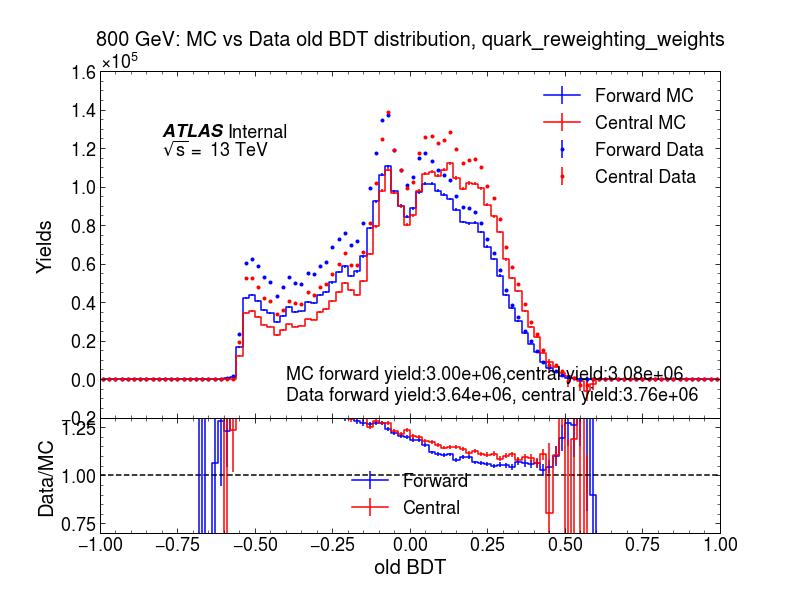 800 GeV: MC vs Data old BDT distribution, quark_reweighting_weights
×10⁵
1.6
1.4
1.2
1.0
0.8
0.6
0.4
0.2
0.0
0.2
Yields
ATLAS Internal
√s = 13 TeV
Forward MC
Central MC
Forward Data
Central Data
MC forward yield:3.00e+06,central yield:3.08e+06
Data forward yield:3.64e+06, central yield:3.76e+06
1.25
1.00
0.75
Data/MC
Forward
Central
−1.00 −0.75 −0.50 −0.25 0.00 0.25 0.50 0.75 1.00
old BDT